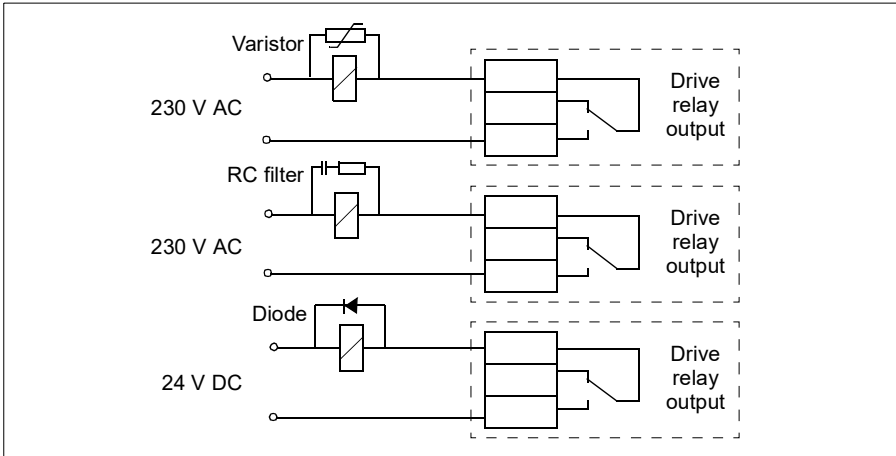 Varistor
230 V AC
Drive
relay
output
RC filter
230 V AC
Drive
relay
output
Diode
24 V DC
Drive
relay
output